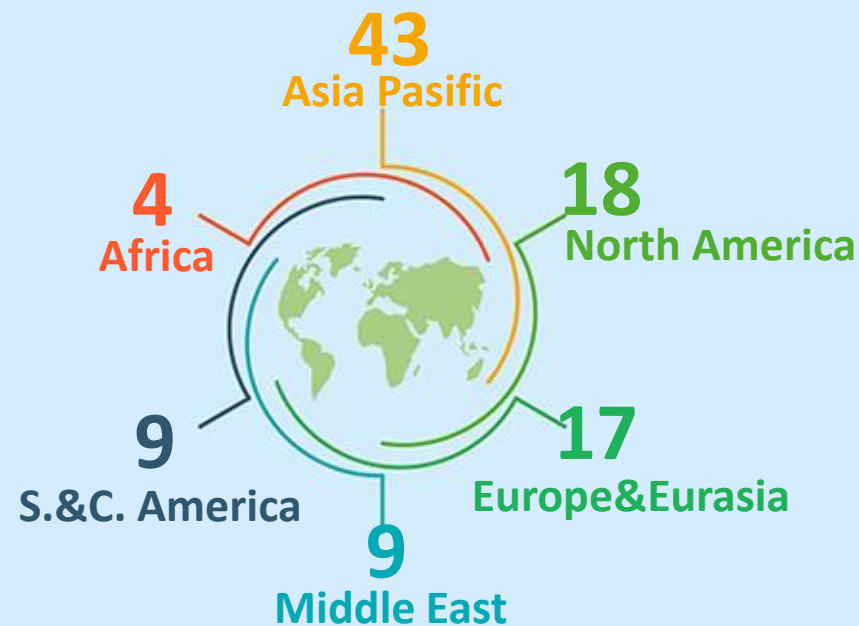 43
Asia Pasific
4
Africa
18
North America
9
S.&C. America
17
Europe&Eurasia
9
Middle East